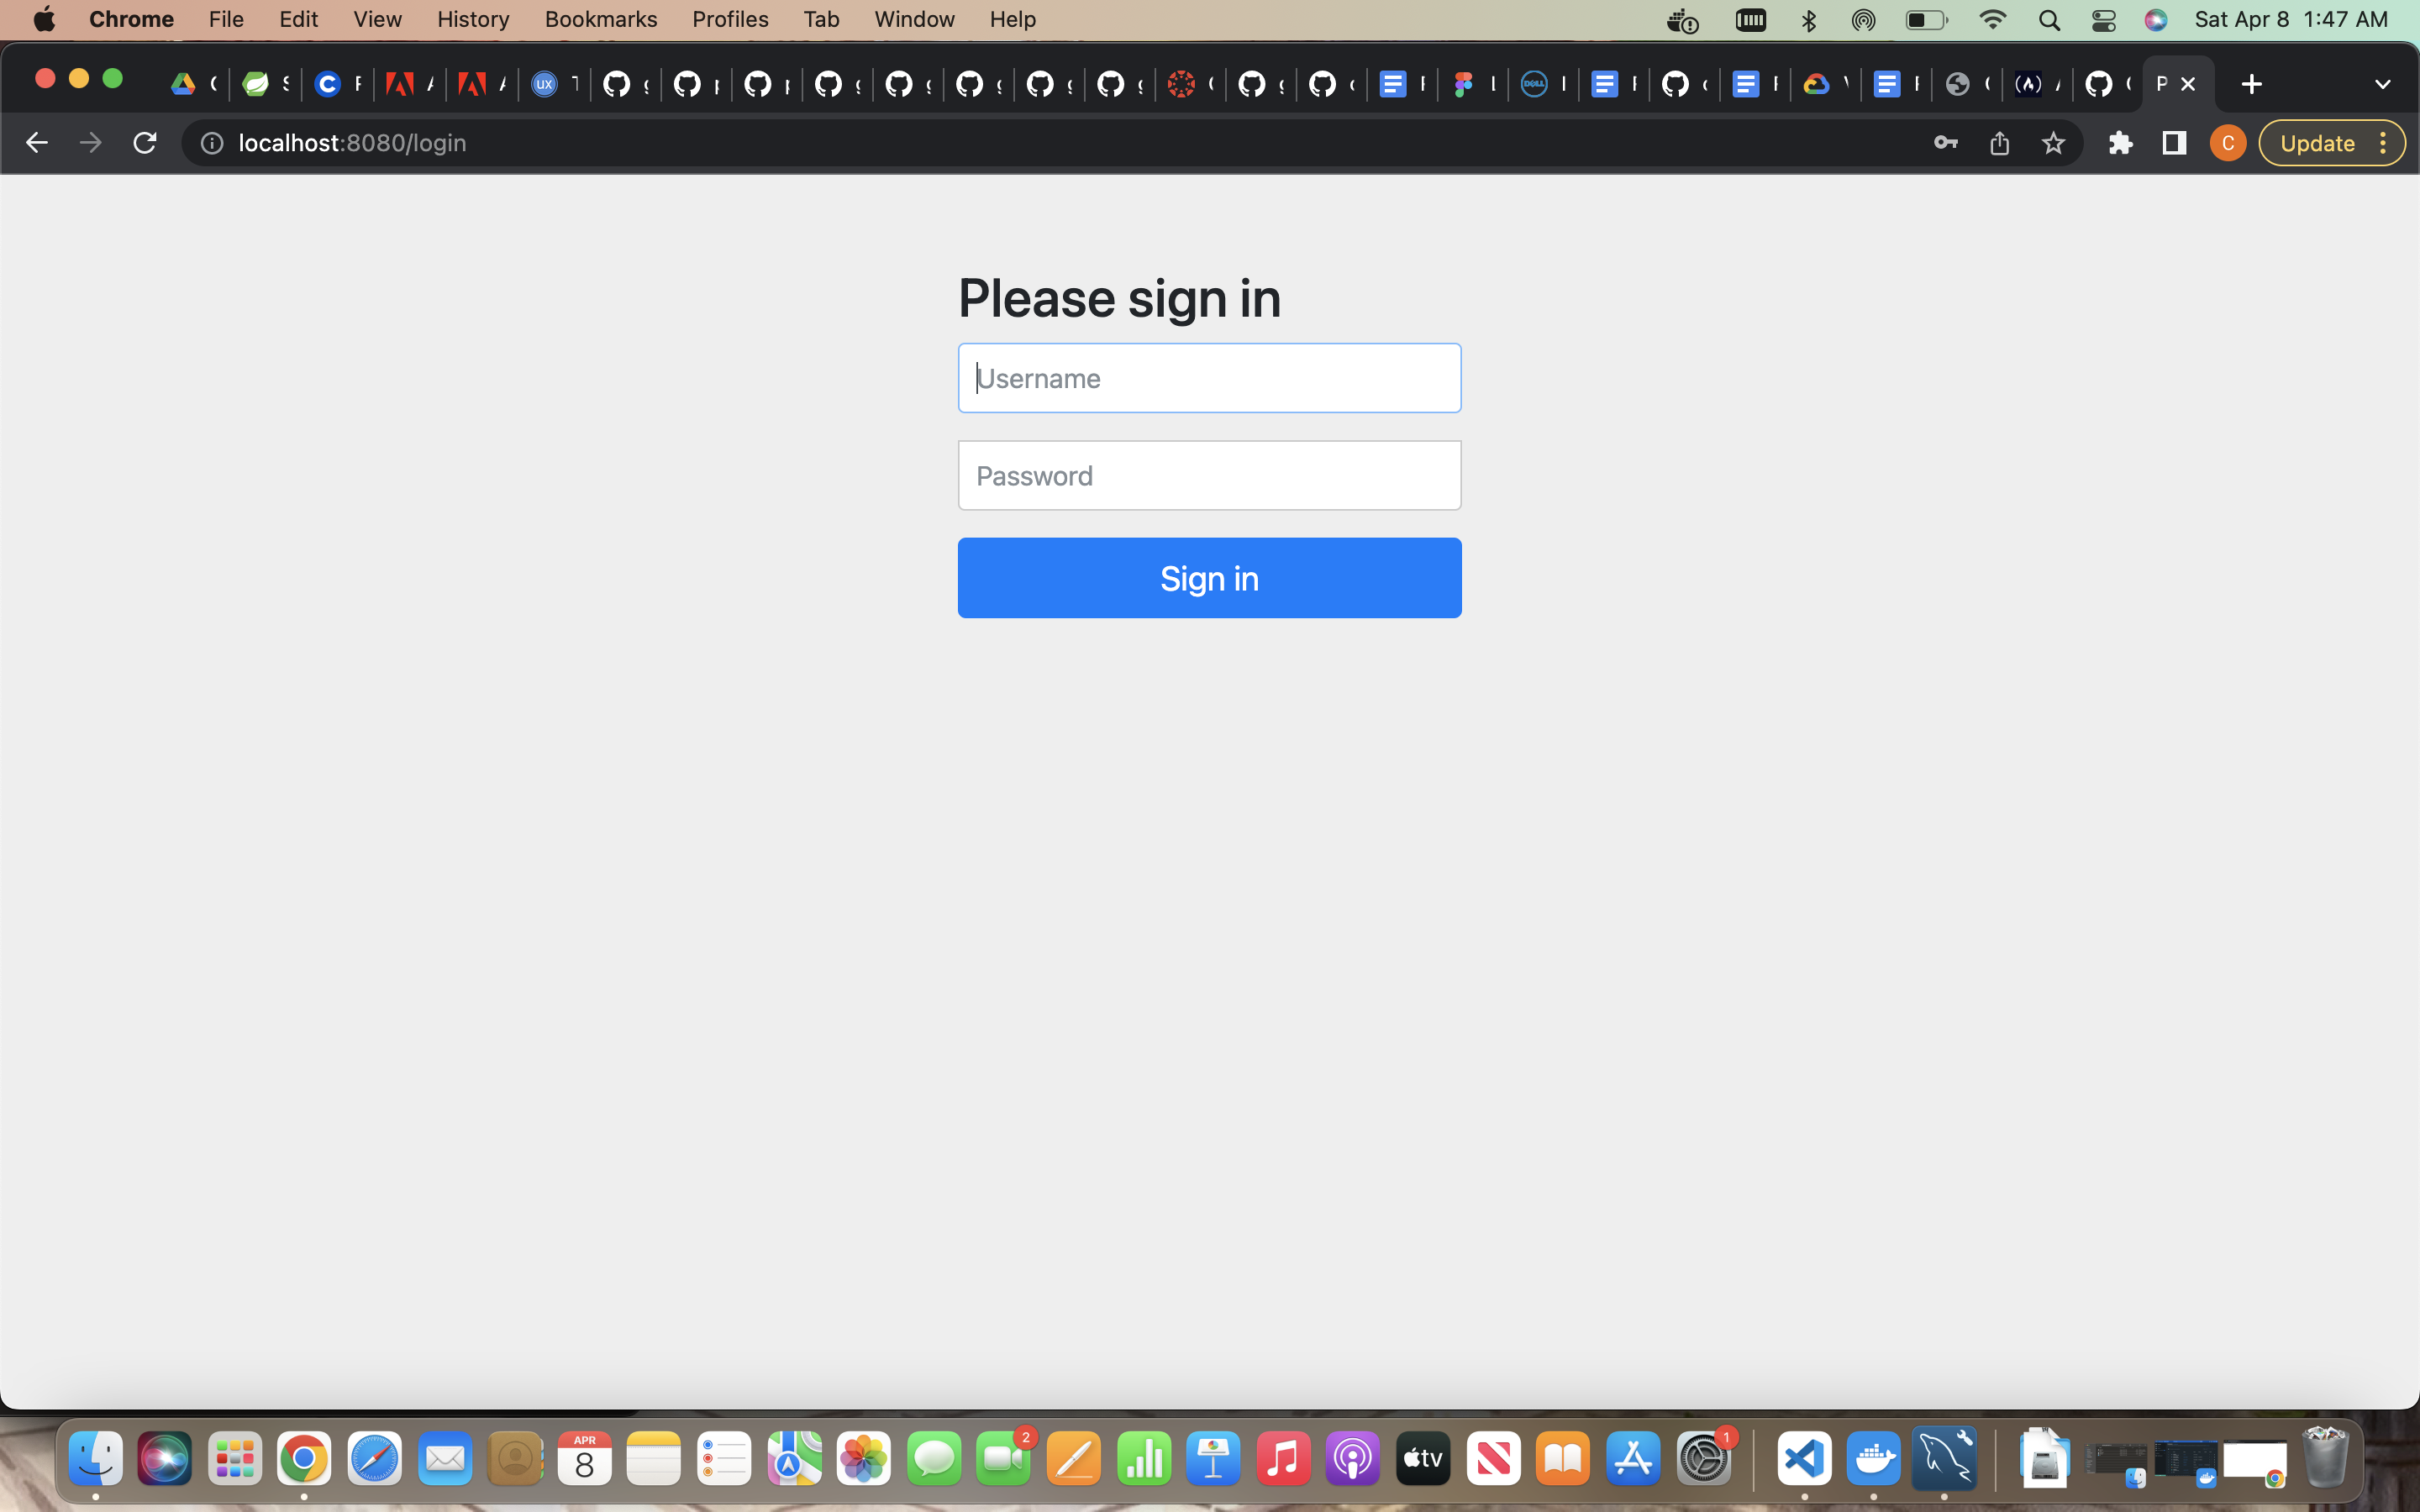 Chrome File Edit View History Bookmarks Profiles Tab Window Help Sat Apr 8 1:47 AM
localhost:8080/login C Update
Please sign in
Username
Password
Sign in
APR
8
2
tv
1